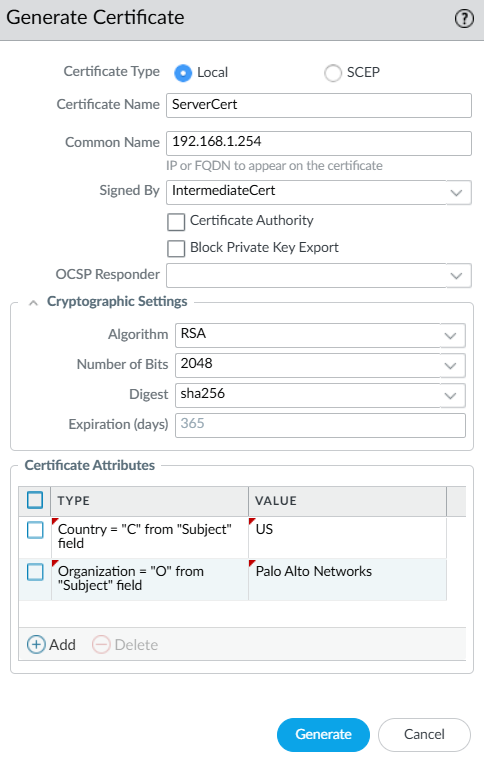 Generate Certificate
Certificate Type Local SCEP
Certificate Name ServerCert
Common Name 192.168.1.254
IP or FQDN to appear on the certificate
Signed By IntermediateCert
Certificate Authority
Block Private Key Export
OCSP Responder
Cryptographic Settings
Algorithm RSA
Number of Bits 2048
Digest sha256
Expiration (days) 365
Certificate Attributes
TYPE VALUE
Country = "C" from "Subject" US
field
Organization = "O" from Palo Alto Networks
"Subject" field
Add Delete
Generate Cancel